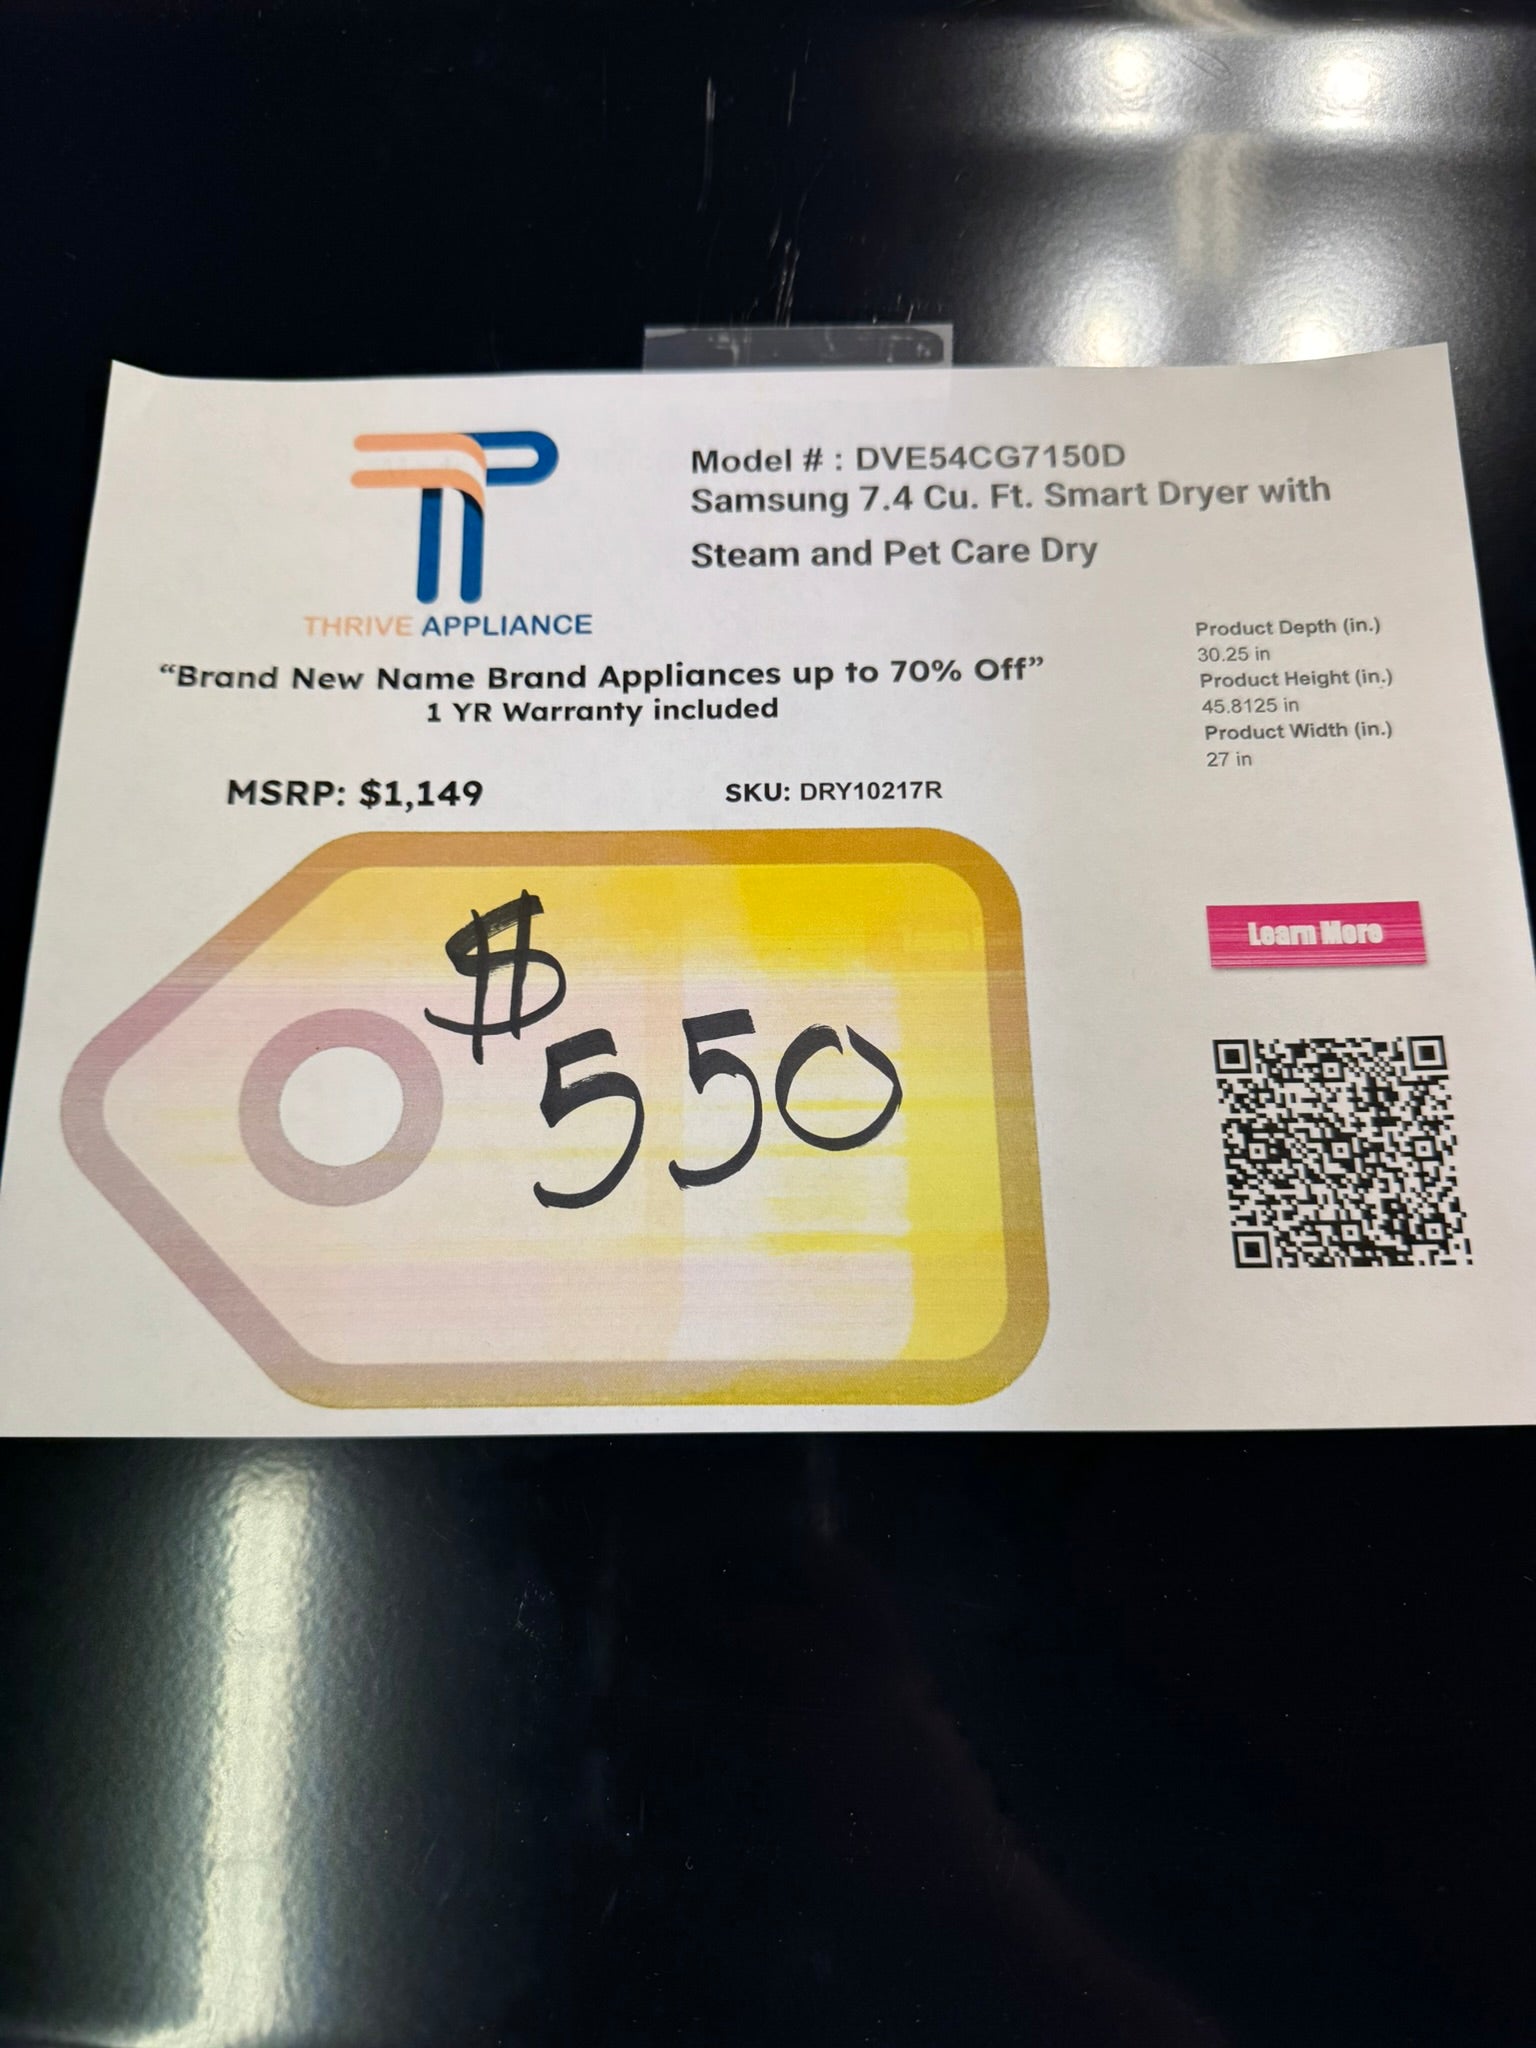 THRIVE APPLIANCE
Model # : DVE54CG7150D
Samsung 7.4 Cu. Ft. Smart Dryer with
Steam and Pet Care Dry
“Brand New Name Brand Appliances up to 70% Off”
1 YR Warranty included
Product Depth (in.)
30.25 in
Product Height (in.)
45.8125 in
Product Width (in.)
27 in
MSRP: $1,149
SKU: DRY10217R
$550
Learn More